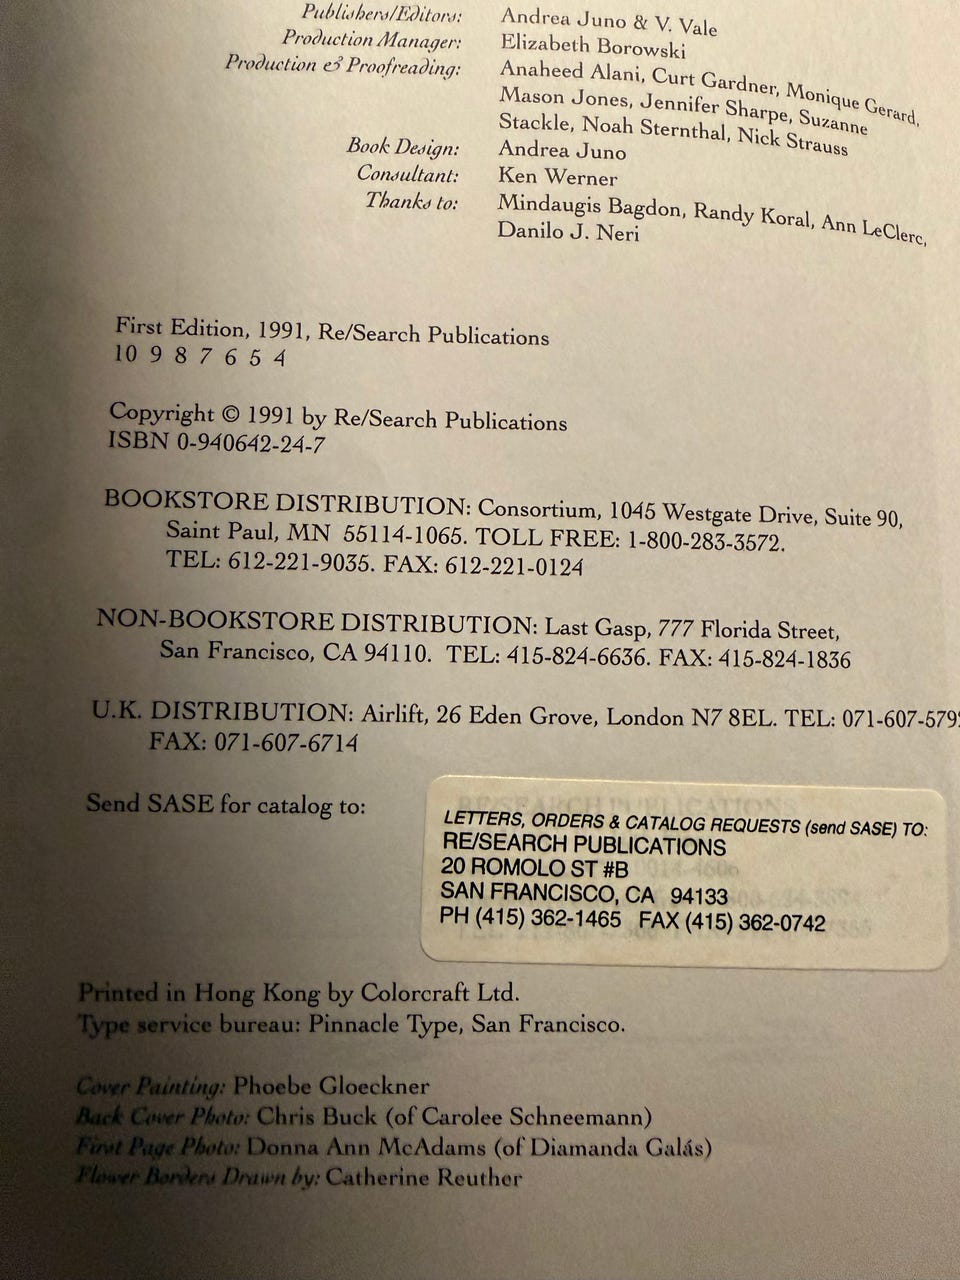 Publishers/Editors: Andrea Juno & V. Vale
Production Manager: Elizabeth Borowski
Production & Proofreading: Anaheed Alani, Curt Gardner, Monique Gerard,
Mason Jones, Jennifer Sharpe, Suzanne
Stackle, Noah Sternthal, Nick Strauss
Book Design: Andrea Juno
Consultant: Ken Werner
Thanks to: Mindaugis Bagdon, Randy Koral, Ann LeClerc,
Danilo J. Neri
First Edition, 1991, Re/Search Publications
10 9 8 7 6 5 4
Copyright © 1991 by Re/Search Publications
ISBN 0-940642-24-7
BOOKSTORE DISTRIBUTION: Consortium, 1045 Westgate Drive, Suite 90,
Saint Paul, MN 55114-1065. TOLL FREE: 1-800-283-3572.
TEL: 612-221-9035. FAX: 612-221-0124
NON-BOOKSTORE DISTRIBUTION: Last Gasp, 777 Florida Street,
San Francisco, CA 94110. TEL: 415-824-6636. FAX: 415-824-1836
U.K. DISTRIBUTION: Airlift, 26 Eden Grove, London N7 8EL. TEL: 071-607-579
FAX: 071-607-6714
Send SASE for catalog to:
LETTERS, ORDERS & CATALOG REQUESTS (send SASE) TO:
RE/SEARCH PUBLICATIONS
20 ROMOLO ST #B
SAN FRANCISCO, CA 94133
PH (415) 362-1465 FAX (415) 362-0742
Printed in Hong Kong by Colorcraft Ltd.
Type service bureau: Pinnacle Type, San Francisco.
Cover Painting: Phoebe Gloeckner
Back Cover Photo: Chris Buck (of Carolee Schneemann)
First Page Photo: Donna Ann McAdams (of Diamanda Galás)
Flower Borders Drawn by: Catherine Reuther